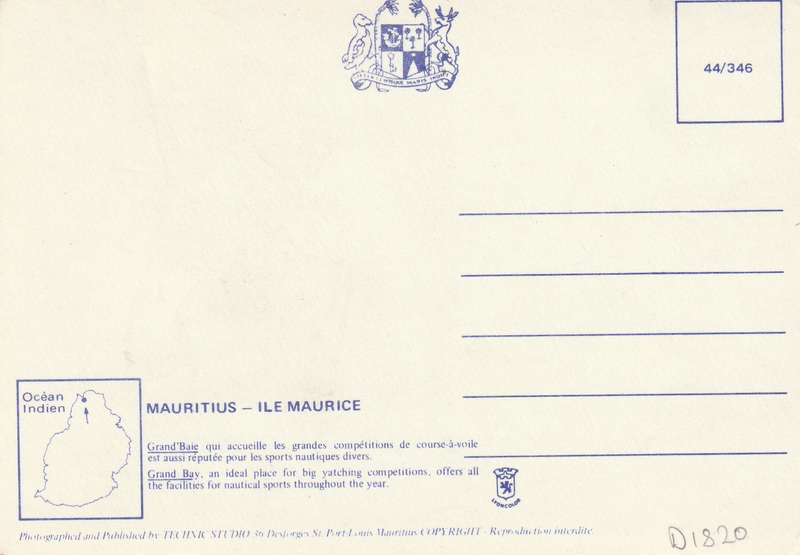 44/346
Océan
Indien
MAURITIUS – ILE MAURICE
Grand'Baie qui accueille les grandes compétitions de course-à-voile
est aussi réputée pour les sports nautiques divers.
Grand Bay, an ideal place for big yatching competitions, offers all
the facilities for nautical sports throughout the year.
LYONCOLOR
Photographed and Published by TECHNIC STUDIO 36 Desforges St. Port-Louis Mauritius COPYRIGHT - Reproduction interdite.
D1820